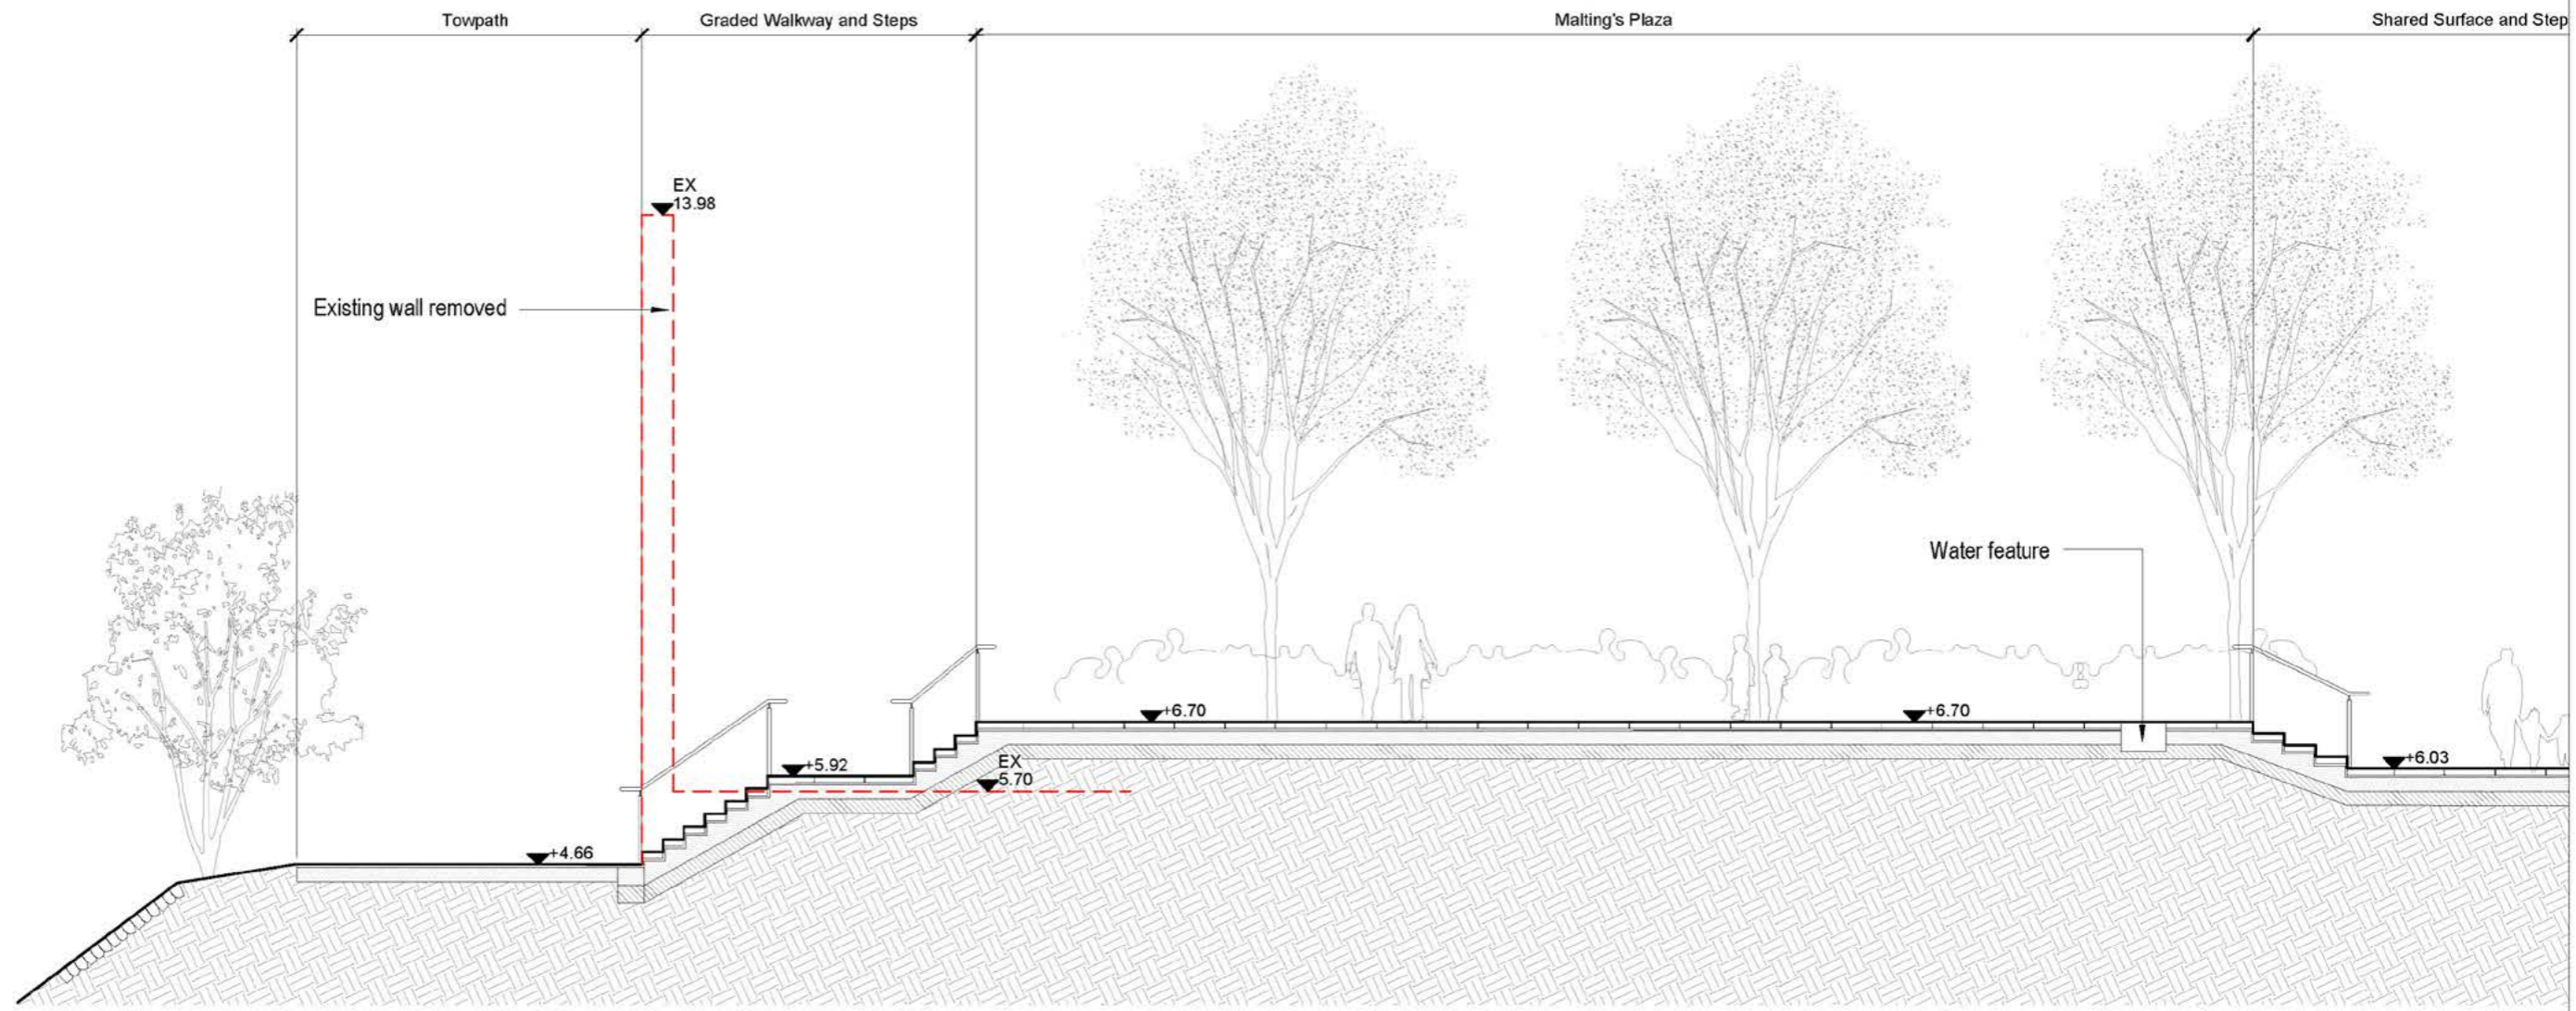 Towpath
Graded Walkway and Steps
Malting's Plaza
Shared Surface and Step
EX
13.98
Existing wall removed
Water feature
+6.70
+6.70
+5.92
EX
5.70
+6.03
+4.66